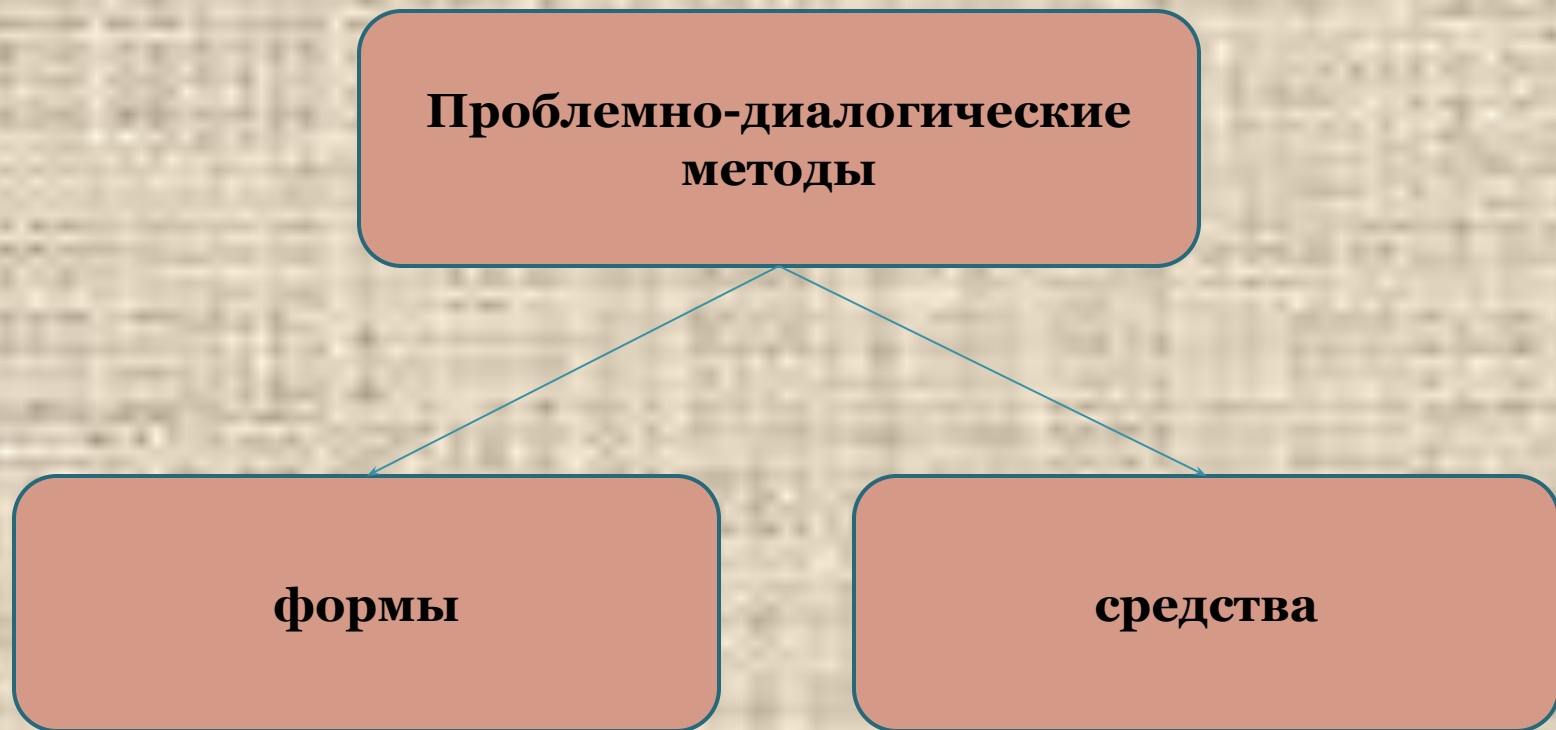 Проблемно-диалогические
методы
формы
средства